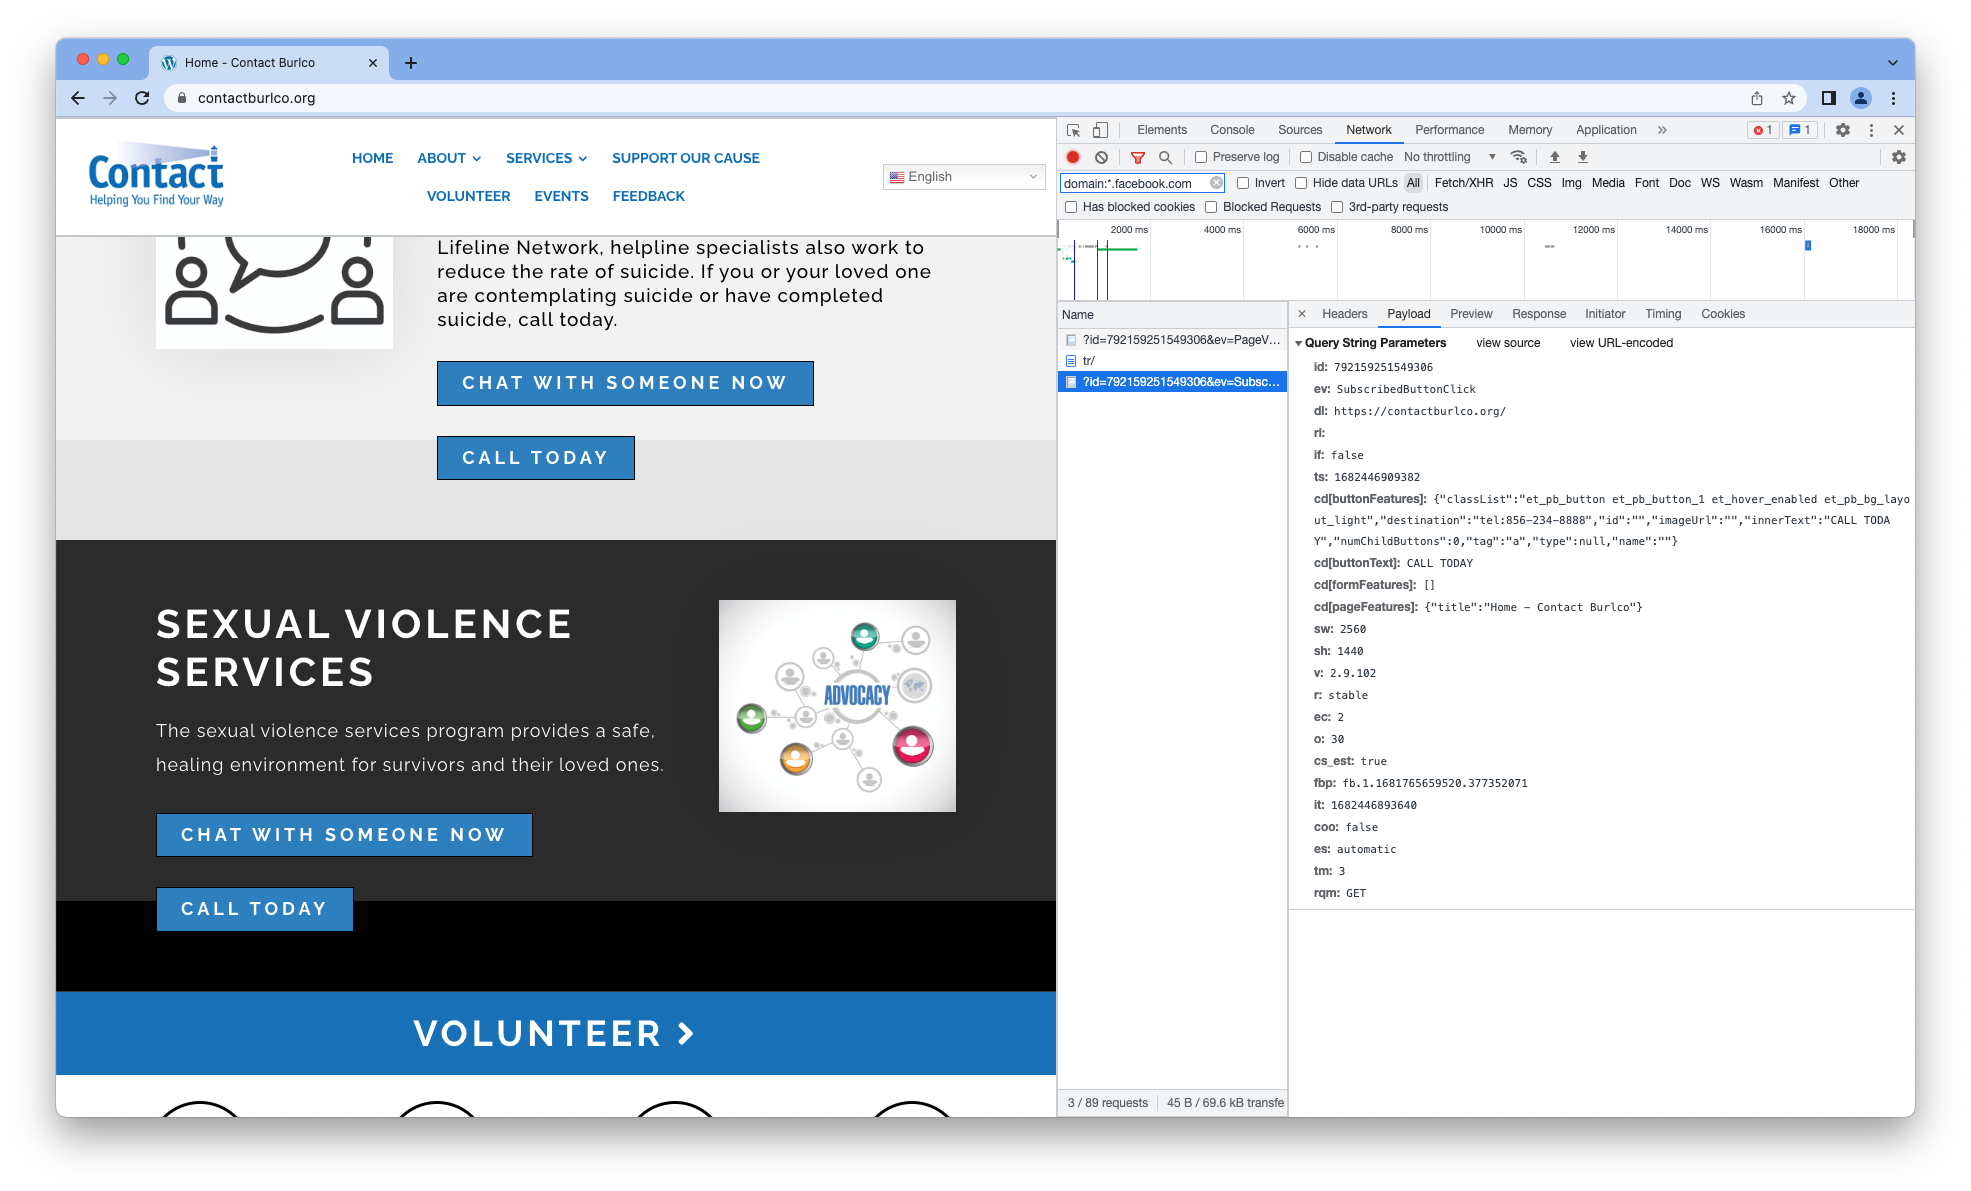 Home - Contact Burlco
contactburlco.org
Contact
Helping You Find Your Way
HOME ABOUT SERVICES SUPPORT OUR CAUSE
VOLUNTEER EVENTS FEEDBACK
English
Lifeline Network, helpline specialists also work to
reduce the rate of suicide. If you or your loved one
are contemplating suicide or have completed
suicide, call today.
CHAT WITH SOMEONE NOW
CALL TODAY
SEXUAL VIOLENCE
SERVICES
The sexual violence services program provides a safe,
healing environment for survivors and their loved ones.
ADVOCACY
CHAT WITH SOMEONE NOW
CALL TODAY
VOLUNTEER
Elements Console Sources Network Performance Memory Application » 1 1
Preserve log Disable cache No throttling
domain:*.facebook.com Invert Hide data URLs All Fetch/XHR JS CSS Img Media Font Doc WS Wasm Manifest Other
Has blocked cookies Blocked Requests 3rd-party requests
2000 ms 4000 ms 6000 ms 8000 ms 10000 ms 12000 ms 14000 ms 16000 ms 18000 ms
Name
?id=792159251549306&ev=PageV...
tr/
?id=792159251549306&ev=Subsc...
3 / 89 requests 45 B / 69.6 kB transfe
Headers Payload Preview Response Initiator Timing Cookies
Query String Parameters view source view URL-encoded
id: 792159251549306
ev: SubscribedButtonClick
dl: https://contactburlco.org/
rl:
if: false
ts: 1682446909382
cd[buttonFeatures]: {"classList":"et_pb_button et_pb_button_1 et_hover_enabled et_pb_bg_layo
ut_light","destination":"tel:856-234-8888","id":"","imageUrl":"","innerText":"CALL TODA
Y","numChildButtons":0,"tag":"a","type":null,"name":""}
cd[buttonText]: CALL TODAY
cd[formFeatures]: []
cd[pageFeatures]: {"title":"Home - Contact Burlco"}
sw: 2560
sh: 1440
v: 2.9.102
r: stable
ec: 2
o: 30
cs_est: true
fbp: fb.1.1681765659520.377352071
it: 1682446893640
coo: false
es: automatic
tm: 3
rqm: GET